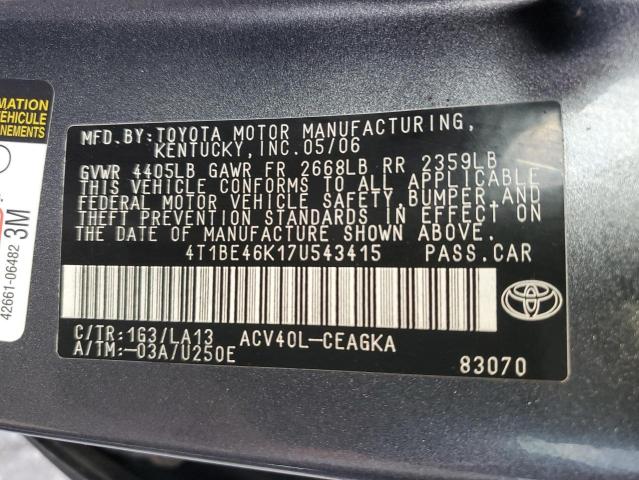 MFD.BY:TOYOTA MOTOR MANUFACTURING,
KENTUCKY, INC. 05/06
GVWR 4405LB GAWR FR 2668LB RR 2359LB
THIS VEHICLE CONFORMS TO ALL APPLICABLE
FEDERAL MOTOR VEHICLE SAFETY, BUMPER, AND
THEFT PREVENTION STANDARDS IN EFFECT ON
THE DATE OF MANUFACTURE SHOWN ABOVE.
4T1BE46K17U543415 PASS.CAR
C/TR:1G3/LA13 ACV40L-CEAGKA
A/TM:-03A/U250E
83070
MATION
VEHICULE
NEMENTS
3M
42661-06482